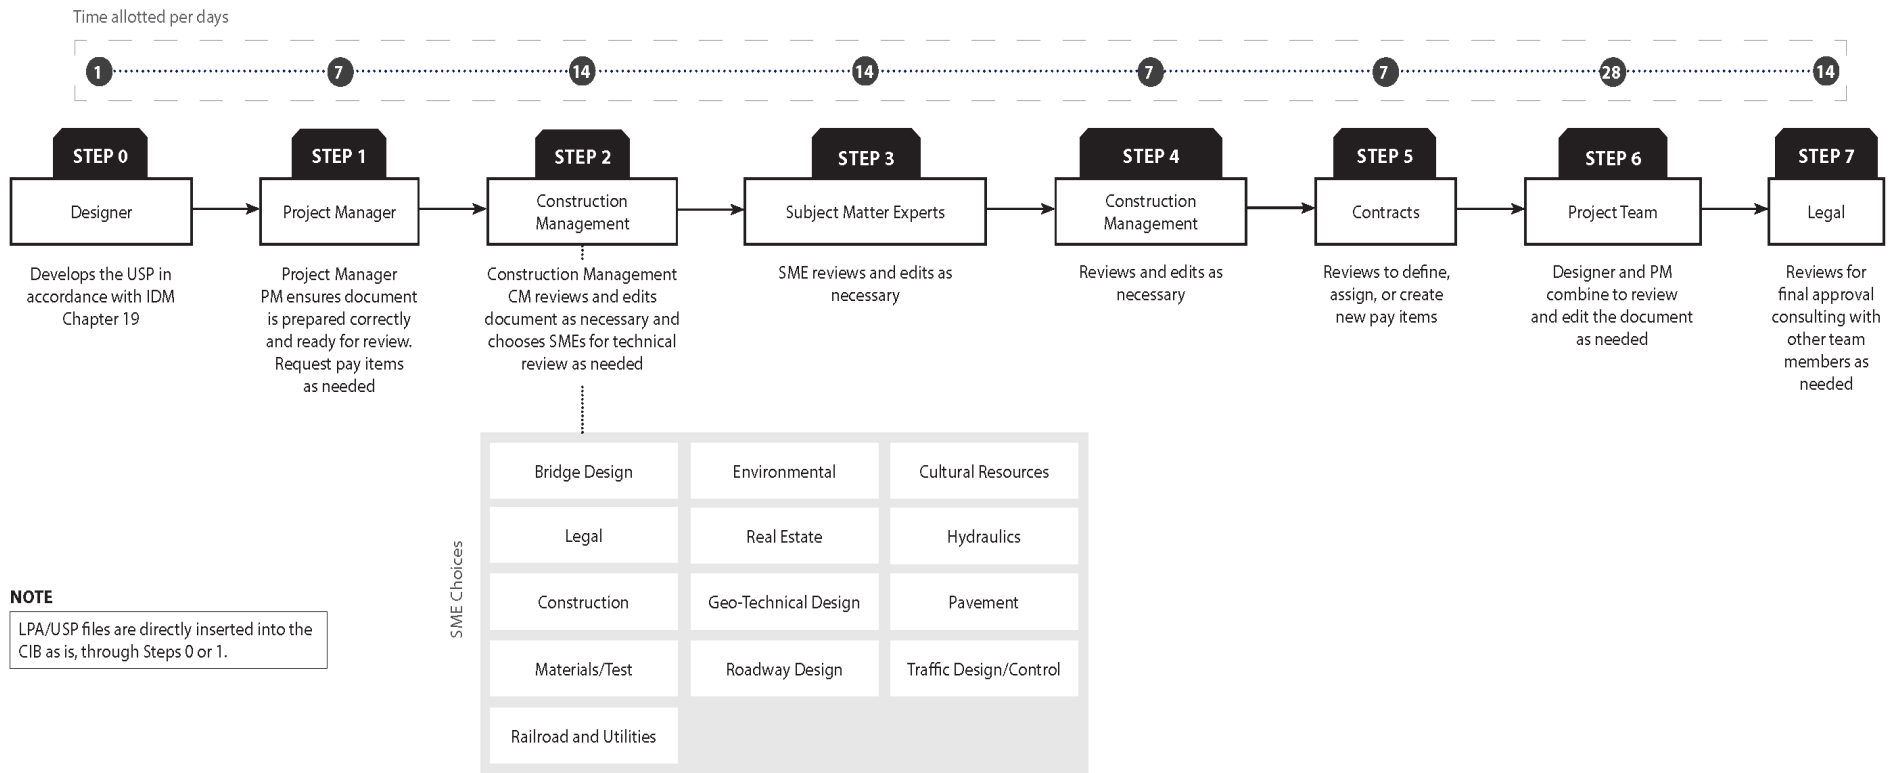 Time allotted per days
1
7
14
14
7
7
28
14
STEP 0
STEP 1
STEP 2
STEP 3
STEP 4
STEP 5
STEP 6
STEP 7
Designer
Project Manager
Construction
Management
Subject Matter Experts
Construction
Management
Contracts
Project Team
Legal
Develops the USP in
accordance with IDM
Chapter 19
Project Manager
PM ensures document
is prepared correctly
and ready for review.
Request pay items
as needed
Construction Management
CM reviews and edits
document as necessary and
chooses SMEs for technical
review as needed
SME reviews and edits as
necessary
Reviews and edits as
necessary
Reviews to define,
assign, or create
new pay items
Designer and PM
combine to review
and edit the document
as needed
Reviews for
final approval
consulting with
other team
members as
needed
SME Choices
Bridge Design
Environmental
Cultural Resources
Legal
Real Estate
Hydraulics
Construction
Geo-Technical Design
Pavement
Materials/Test
Roadway Design
Traffic Design/Control
Railroad and Utilities
NOTE
LPA/USP files are directly inserted into the
CIB as is, through Steps 0 or 1.